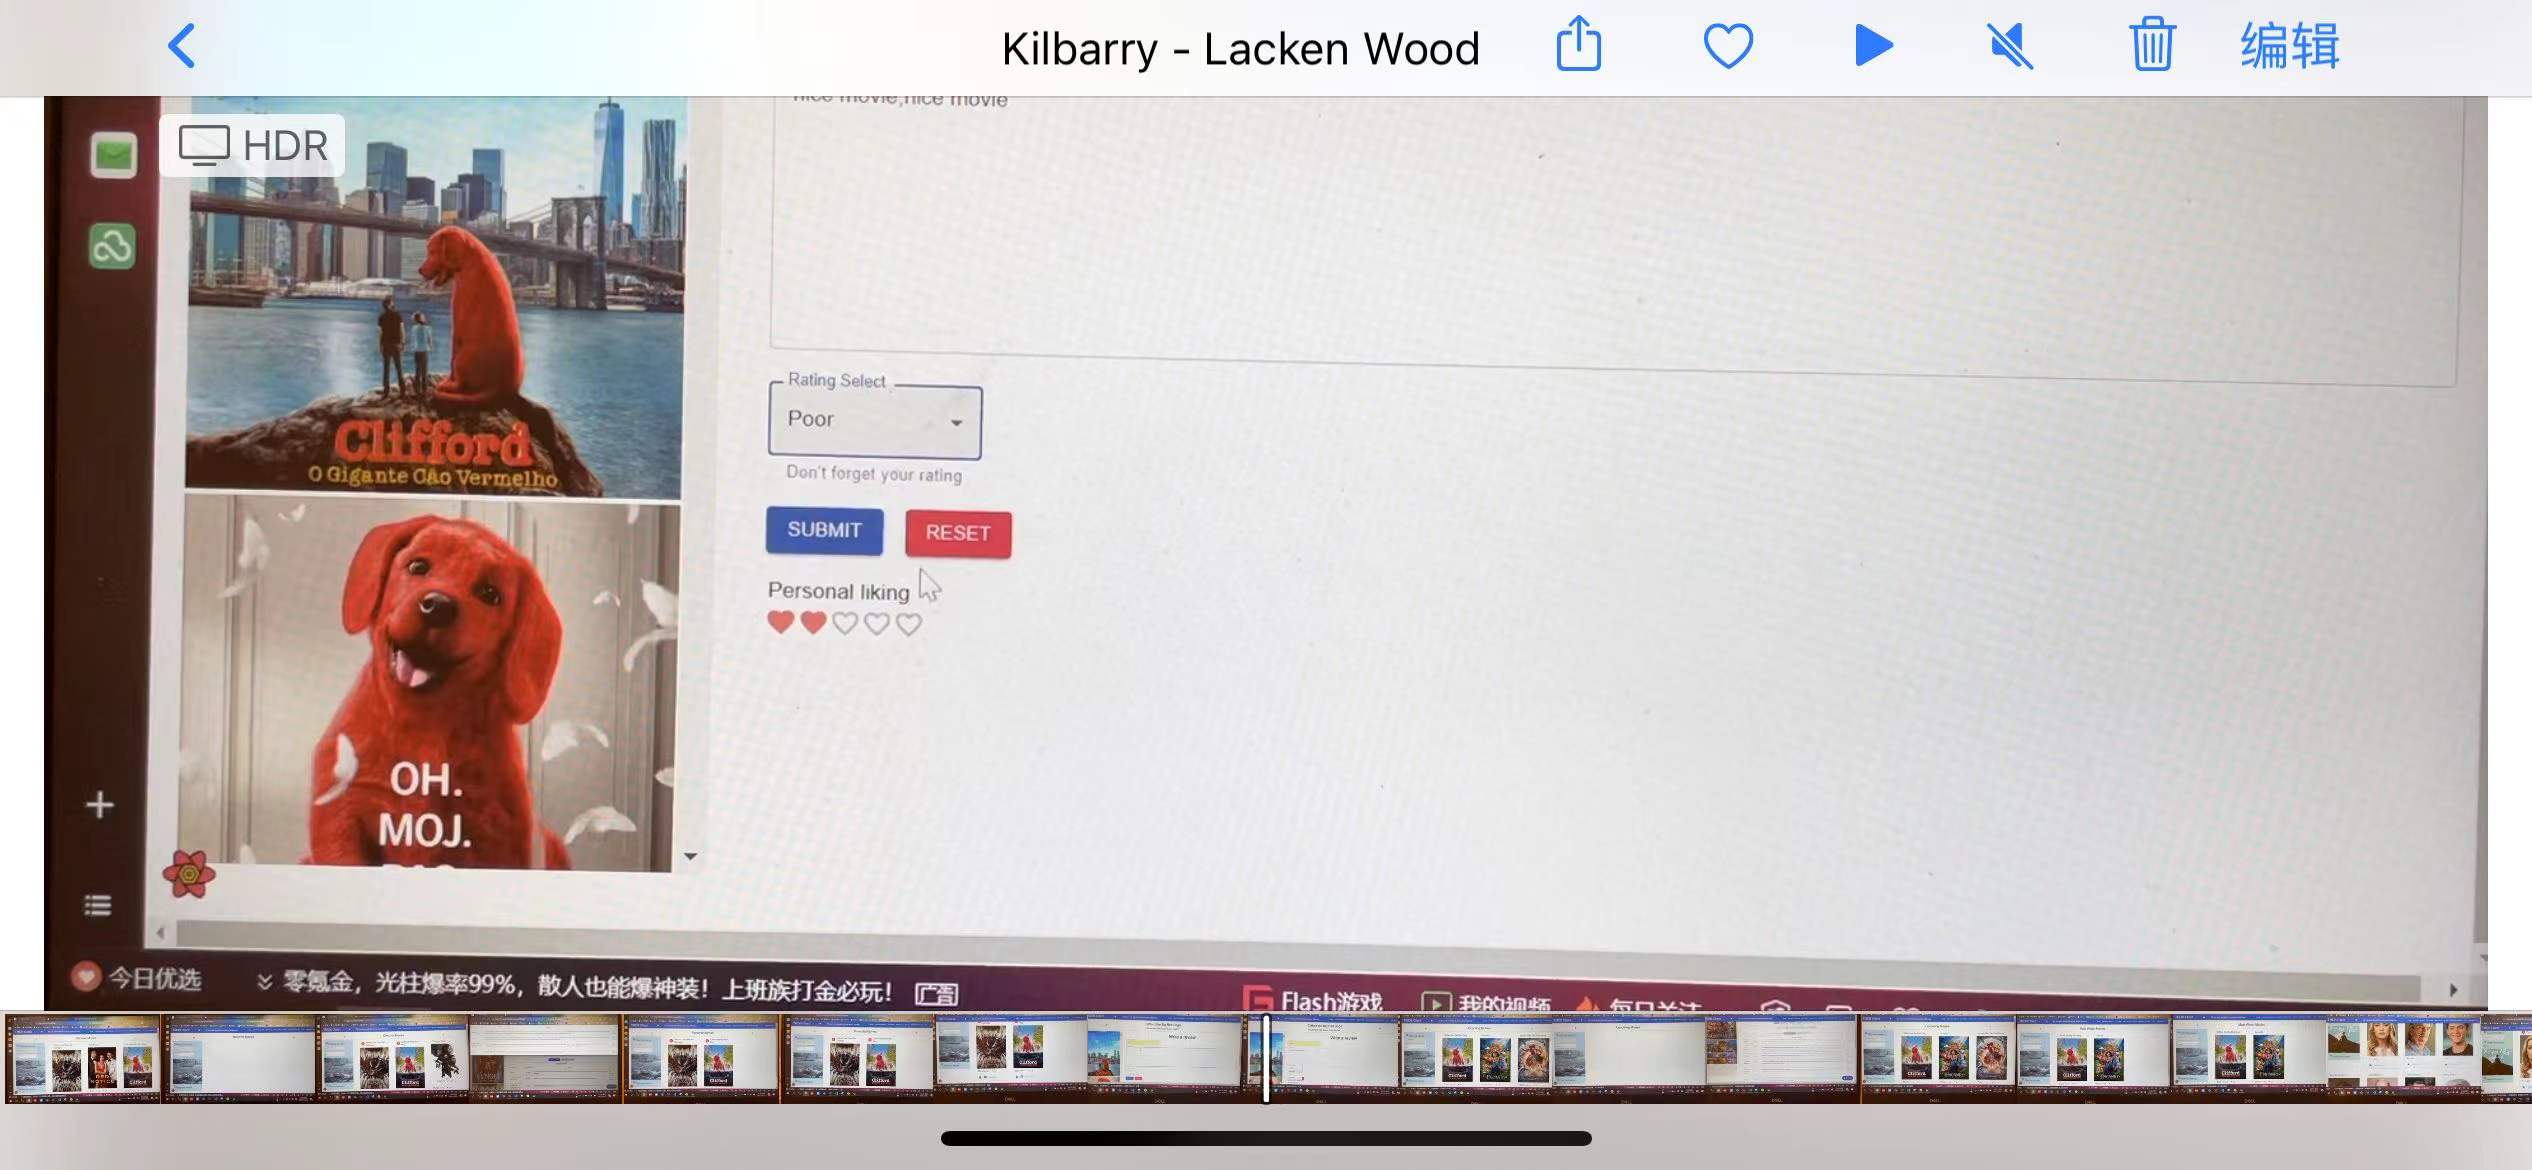 Kilbarry - Lacken Wood
编辑
HDR
nice movie,nice movie
Rating Select
Poor
Don't forget your rating
SUBMIT
RESET
Personal liking
Clifford
O Gigante Cão Vermelho
OH.
MOJ.
今日优选
零氪金，光柱爆率99%，散人也能爆神装！上班族打金必玩！
广告
Flash游戏
我的视频
每日关注